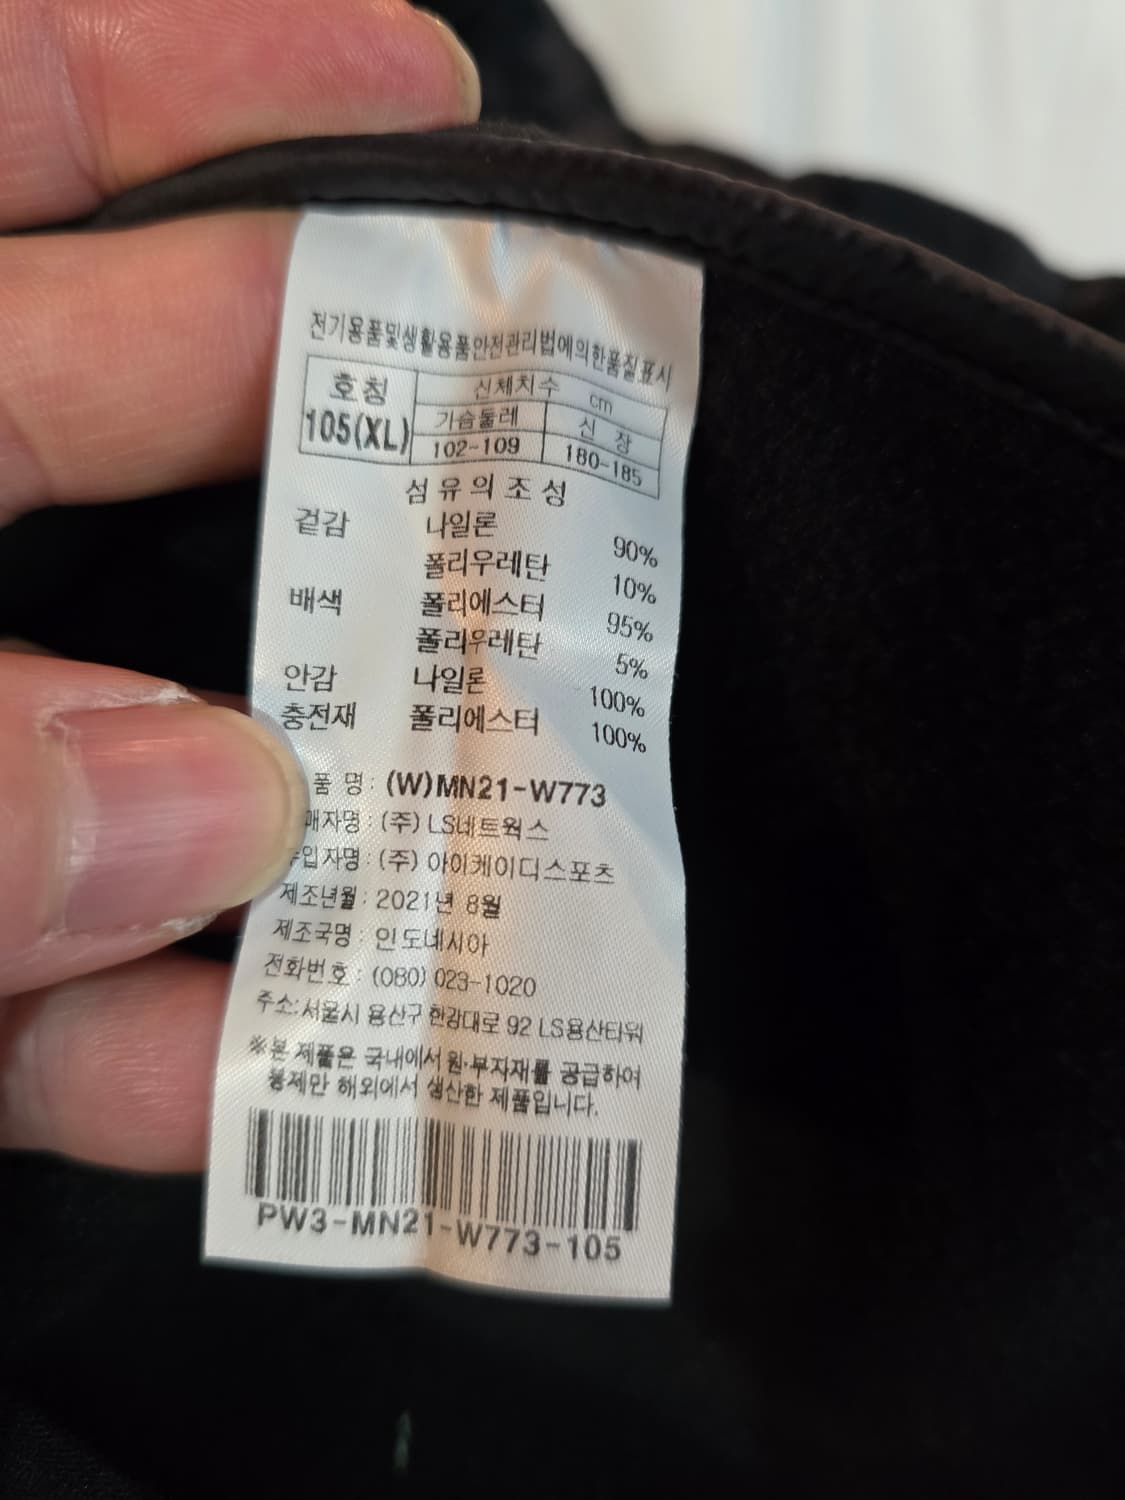 전기용품및생활용품안전관리법에의한품질표시
호칭 신체치수 cm
105(XL) 가슴둘레 신 장
102-109 180-185
섬유의조성
겉감 나일론 90%
폴리우레탄 10%
배색 폴리에스터 95%
폴리우레탄 5%
안감 나일론 100%
충전재 폴리에스터 100%
품 명: (W)MN21-W773
매자명: (주) LS네트웍스
입자명: (주) 아이케이디스포츠
제조년월: 2021년 8월
제조국명: 인도네시아
전화번호: (080) 023-1020
주소:서울시 용산구 한강대로 92 LS용산타워
※본 제품은 국내에서 원·부자재를 공급하여
봉제만 해외에서 생산한 제품입니다.
PW3-MN21-W773-105